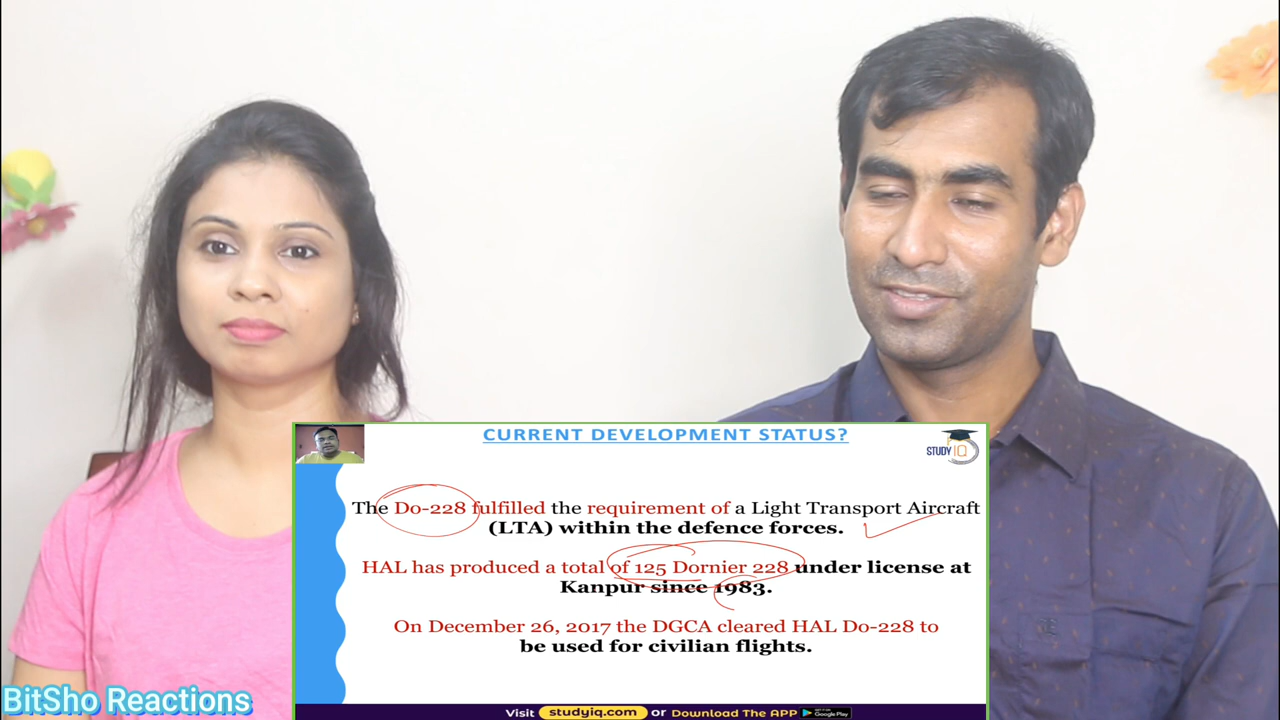 CURRENT DEVELOPMENT STATUS?
STUDY IQ
The Do-228 fulfilled the requirement of a Light Transport Aircraft
(LTA) within the defence forces.
HAL has produced a total of 125 Dornier 228 under license at
Kanpur since 1983.
On December 26, 2017 the DGCA cleared HAL Do-228 to
be used for civilian flights.
BitSho Reactions
Visit studyiq.com or Download The APP Google Play